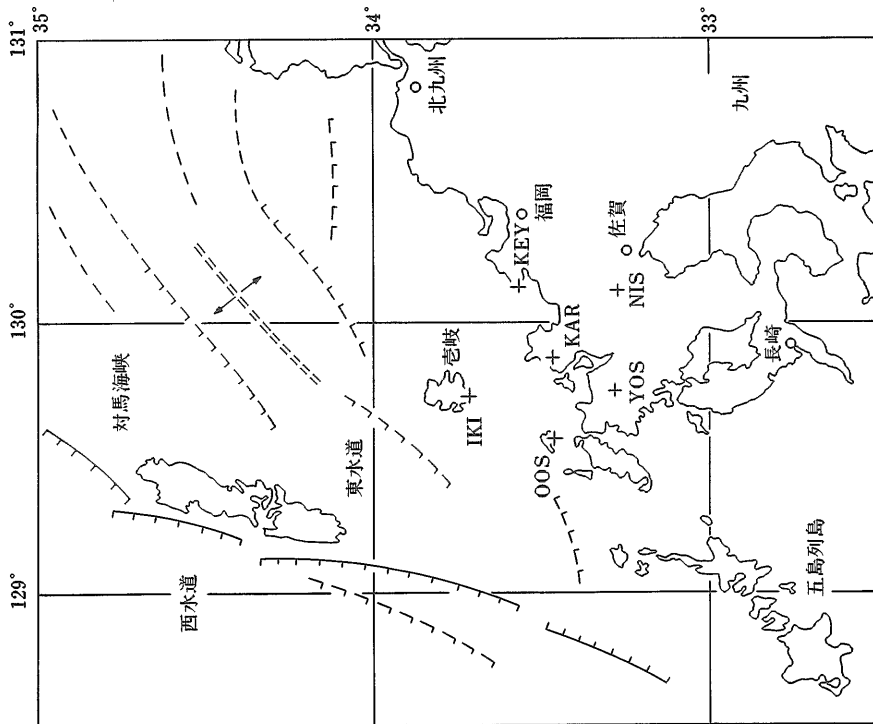 35°
34°
33°
131°
130°
129°
対馬海峡
東水道
西水道
壱岐
IKI
北九州
九州
福岡
KEY
佐賀
NIS
KAR
YOS
長崎
OOS
五島列島